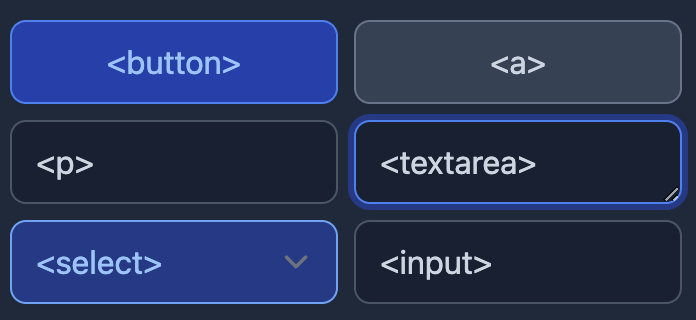 <button>
<a>
<p>
<textarea>
<select>
<input>